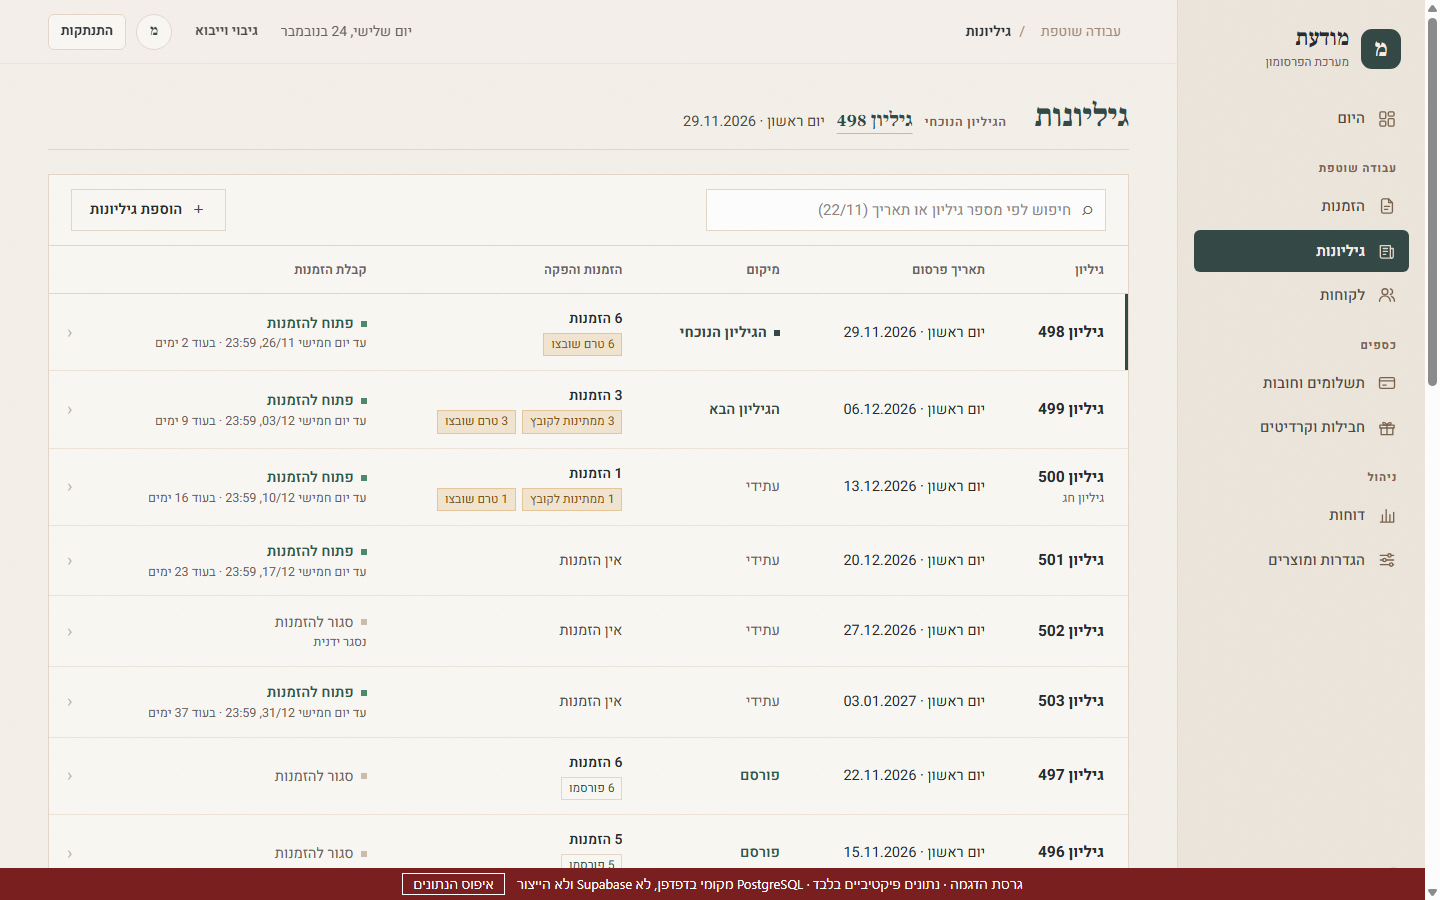 מ
מודעת
מערכת הפרסומון
היום
עבודה שוטפת
הזמנות
גיליונות
לקוחות
כספים
תשלומים וחובות
חבילות וקרדיטים
ניהול
דוחות
הגדרות ומוצרים
עבודה שוטפת / גיליונות
יום שלישי, 24 בנובמבר
גיבוי וייבוא
מ
התנתקות
גיליונות
הגיליון הנוכחי גיליון 498 יום ראשון · 29.11.2026
חיפוש לפי מספר גיליון או תאריך (22/11)
+ הוספת גיליונות
גיליון תאריך פרסום מיקום הזמנות והפקה קבלת הזמנות
גיליון 498 יום ראשון · 29.11.2026 הגיליון הנוכחי 6 הזמנות פתוח להזמנות
6 טרם שובצו עד יום חמישי 26/11, 23:59 · בעוד 2 ימים
גיליון 499 יום ראשון · 06.12.2026 הגיליון הבא 3 הזמנות פתוח להזמנות
3 ממתינות לקובץ 3 טרם שובצו עד יום חמישי 03/12, 23:59 · בעוד 9 ימים
גיליון 500 יום ראשון · 13.12.2026 עתידי 1 הזמנות פתוח להזמנות
גיליון חג 1 ממתינות לקובץ 1 טרם שובצו עד יום חמישי 10/12, 23:59 · בעוד 16 ימים
גיליון 501 יום ראשון · 20.12.2026 עתידי אין הזמנות פתוח להזמנות
עד יום חמישי 17/12, 23:59 · בעוד 23 ימים
גיליון 502 יום ראשון · 27.12.2026 עתידי אין הזמנות סגור להזמנות
נסגר ידנית
גיליון 503 יום ראשון · 03.01.2027 עתידי אין הזמנות פתוח להזמנות
עד יום חמישי 31/12, 23:59 · בעוד 37 ימים
גיליון 497 יום ראשון · 22.11.2026 פורסם 6 הזמנות סגור להזמנות
6 פורסמו
גיליון 496 יום ראשון · 15.11.2026 פורסם 5 הזמנות סגור להזמנות
5 פורסמו
גרסת הדגמה · נתונים פיקטיביים בלבד · PostgreSQL מקומי בדפדפן, לא Supabase ולא הייצור
איפוס הנתונים